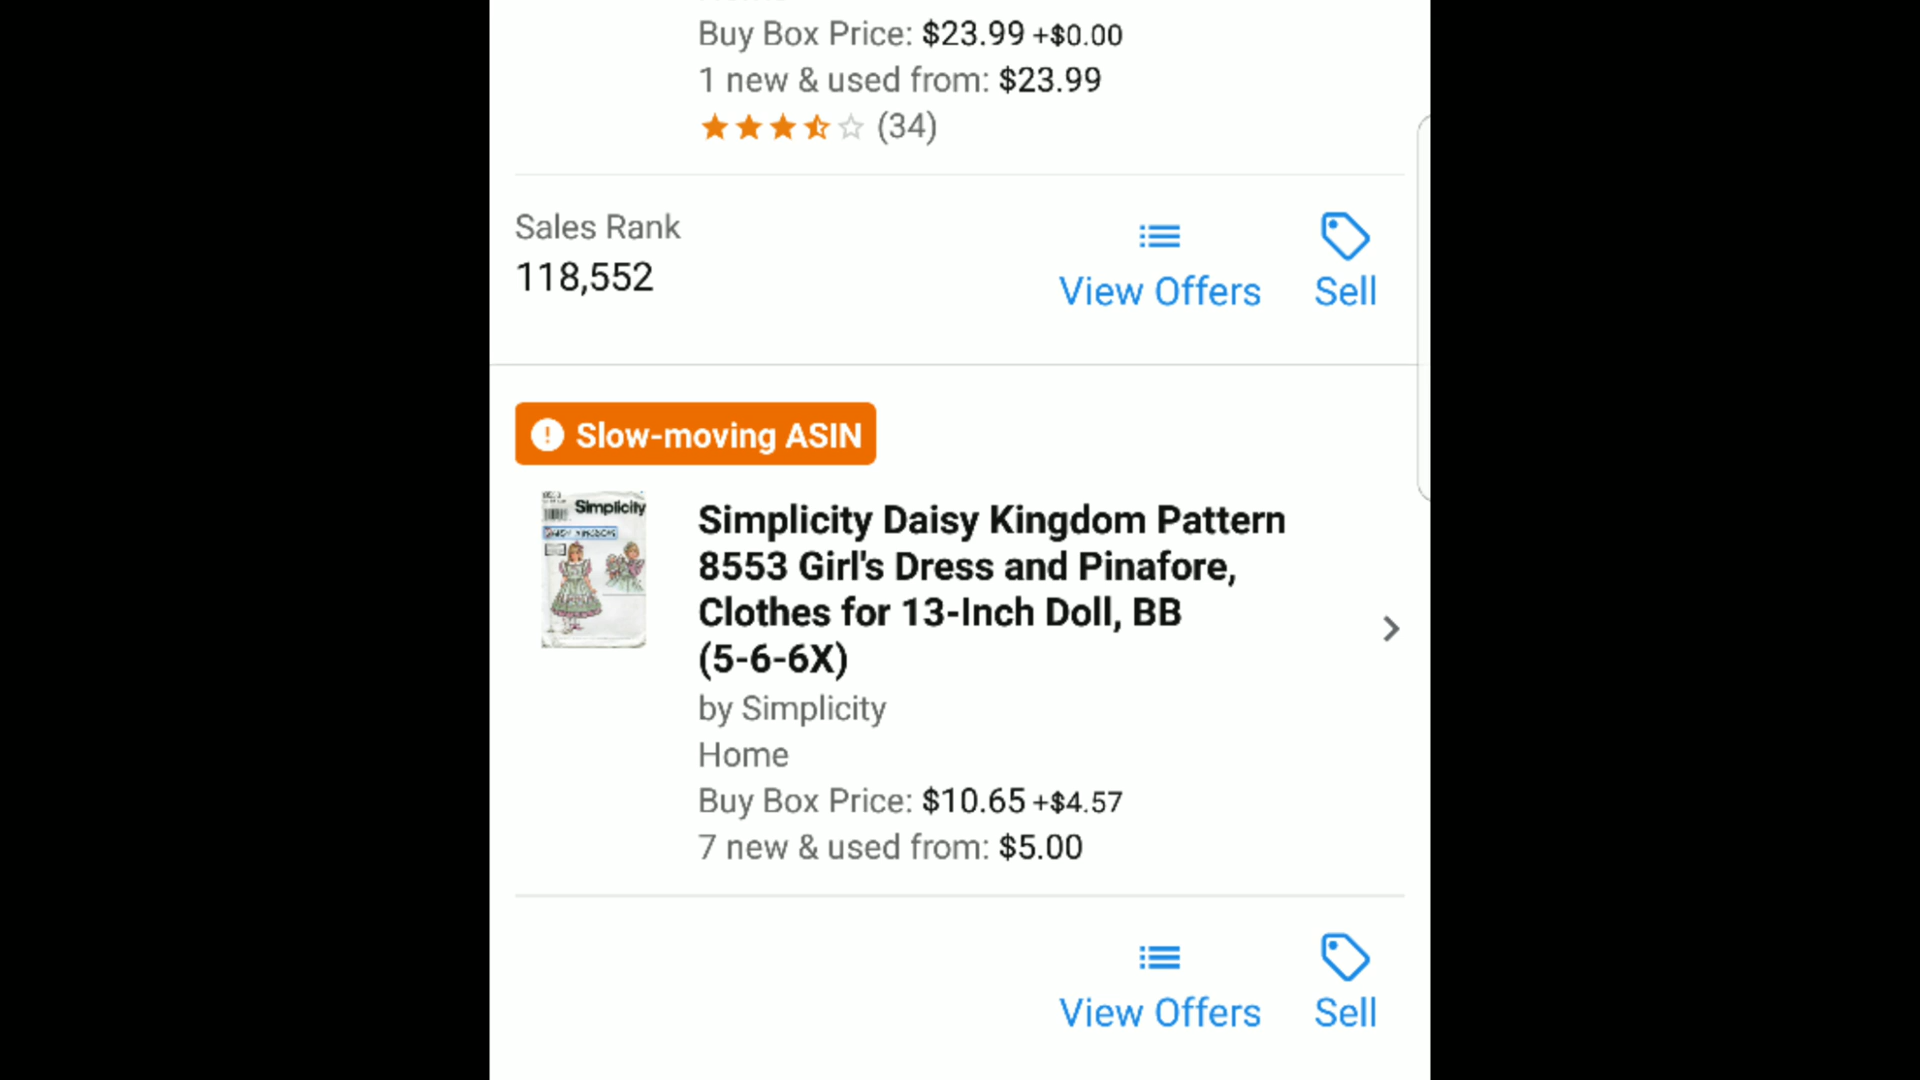 Buy Box Price: $23.99 +$0.00
1 new & used from: $23.99
(34)
Sales Rank
118,552
View Offers
Sell
Slow-moving ASIN
Simplicity
Simplicity Daisy Kingdom Pattern
8553 Girl's Dress and Pinafore,
Clothes for 13-Inch Doll, BB
(5-6-6X)
by Simplicity
Home
Buy Box Price: $10.65 +$4.57
7 new & used from: $5.00
View Offers
Sell